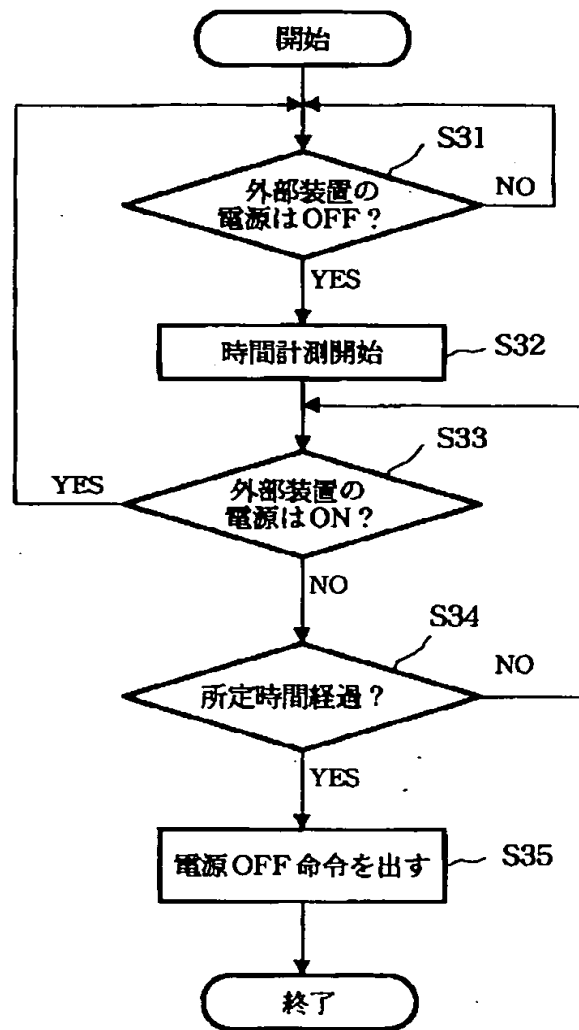 開始
S31
外部装置の
電源はOFF?
NO
YES
時間計測開始
S32
S33
YES
外部装置の
電源はON?
NO
S34
所定時間経過?
NO
YES
電源OFF命令を出す
S35
終了